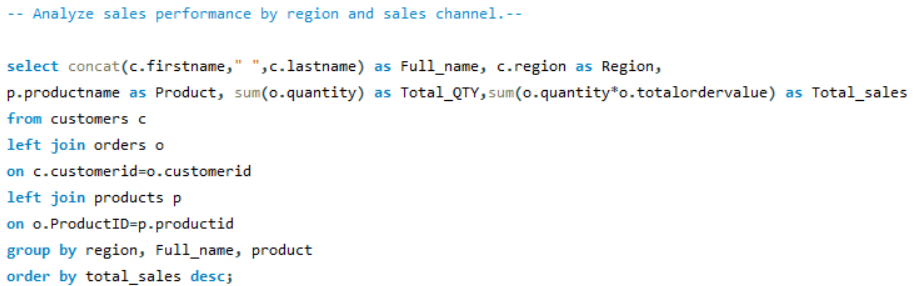 -- Analyze sales performance by region and sales channel.--
select concat(c.firstname," ",c.lastname) as Full_name, c.region as Region,
p.productname as Product, sum(o.quantity) as Total_QTY,sum(o.quantity*o.totalordervalue) as Total_sales
from customers c
left join orders o
on c.customerid=o.customerid
left join products p
on o.ProductID=p.productid
group by region, Full_name, product
order by total_sales desc;